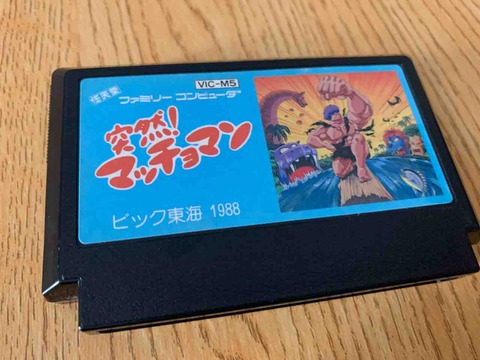 VIC-M5
任天堂 ファミリー コンピュータ
突然!
マッチョマン
ビック東海 1988